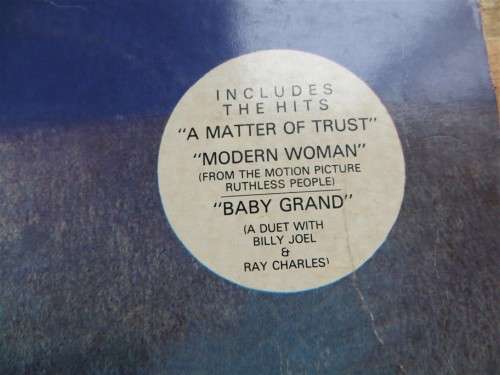 INCLUDES
THE HITS
"A MATTER OF TRUST"
"MODERN WOMAN"
(FROM THE MOTION PICTURE
RUTHLESS PEOPLE)
"BABY GRAND"
(A DUET WITH
BILLY JOEL
&
RAY CHARLES)